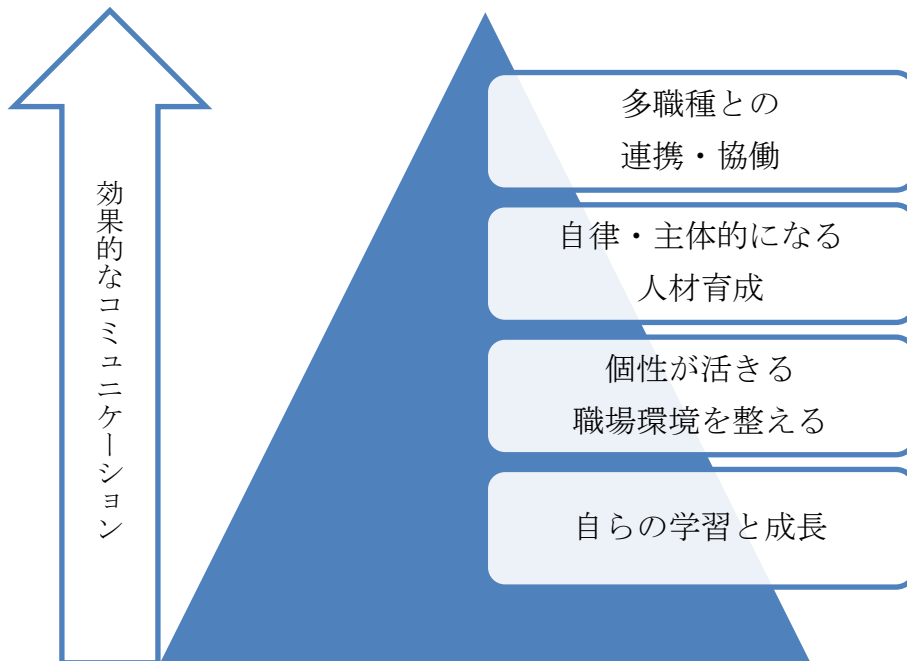 効果的なコミュニケーション
多職種との
連携・協働
自律・主体的になる
人材育成
個性が活きる
職場環境を整える
自らの学習と成長